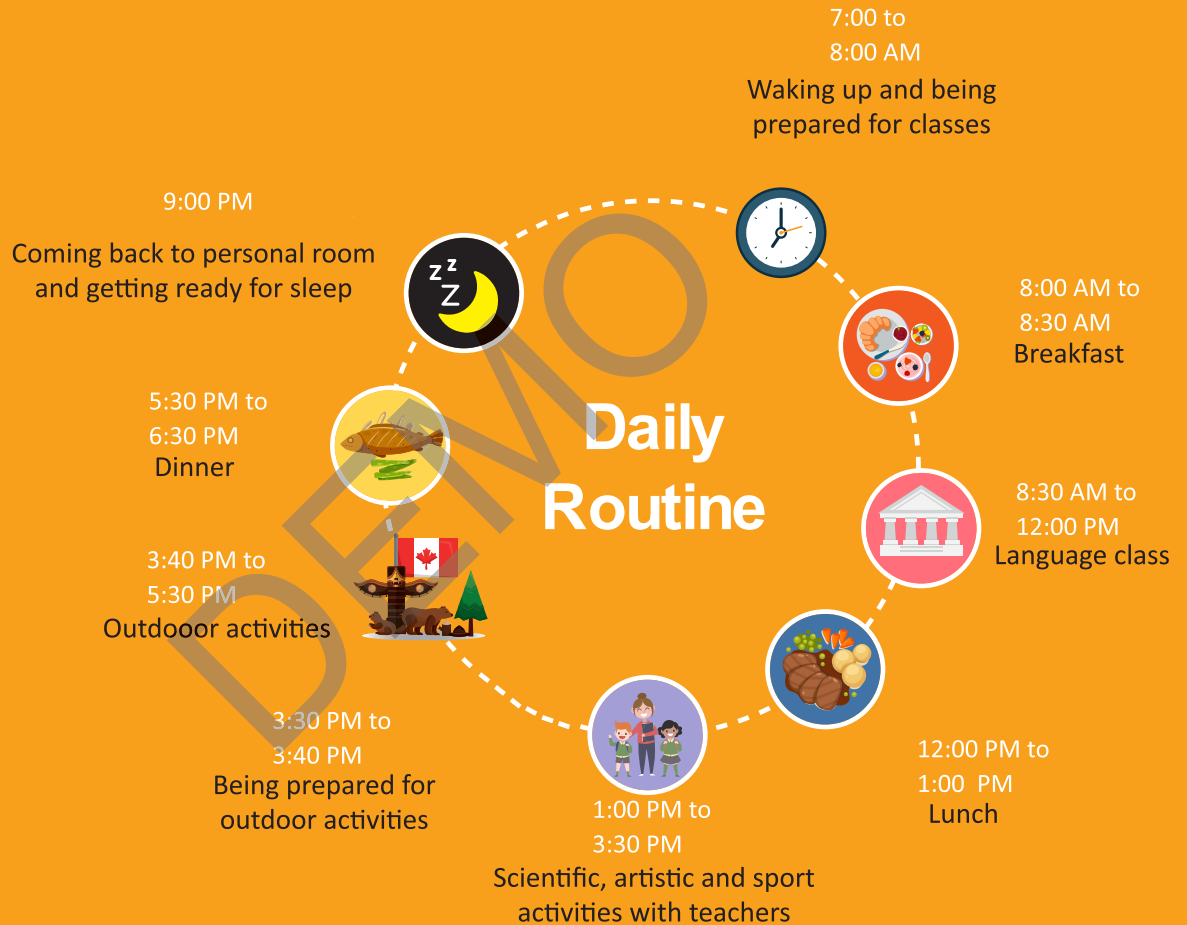 7:00 to
8:00 AM
Waking up and being
prepared for classes
8:00 AM to
8:30 AM
Breakfast
8:30 AM to
12:00 PM
Language class
12:00 PM to
1:00  PM
Lunch
1:00 PM to
3:30 PM
Scientific, artistic and sport
activities with teachers
3:30 PM to
3:40 PM
Being prepared for
outdoor activities
3:40 PM to
5:30 PM
Outdooor activities
5:30 PM to
6:30 PM
Dinner
9:00 PM
Coming back to personal room
and getting ready for sleep
z z
z
Daily
Routine
DEMO